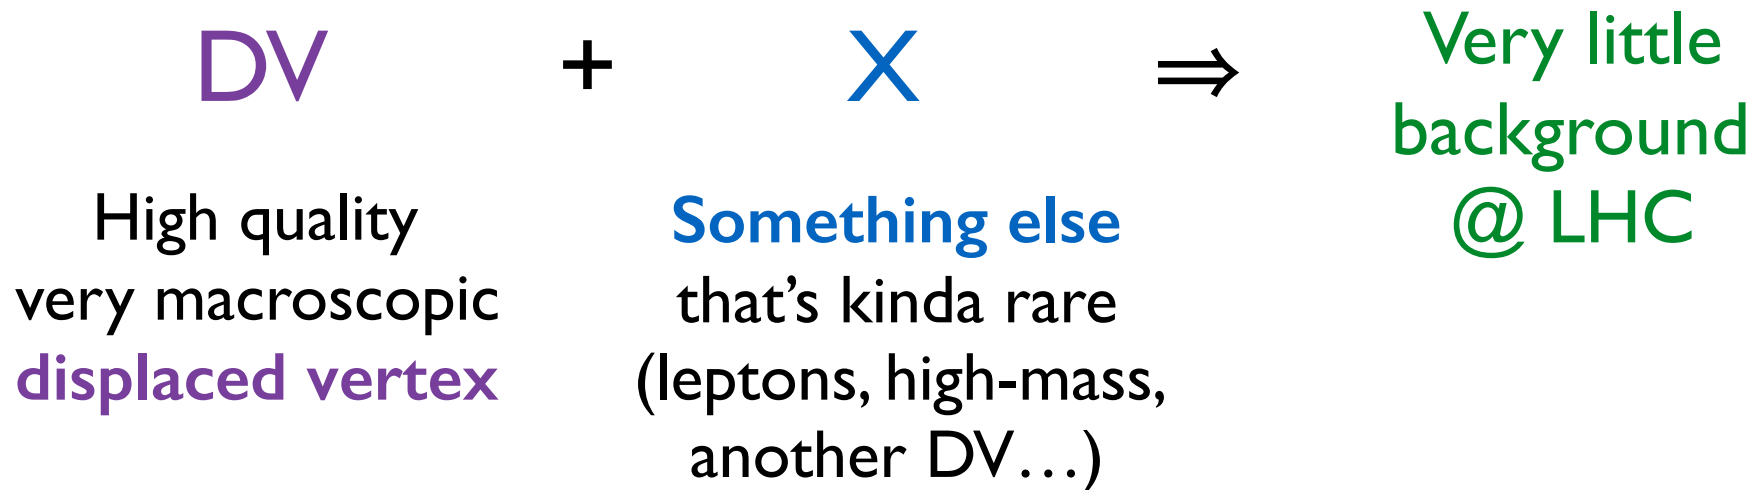 DV + X ⇒
Very little
background
@ LHC
High quality
very macroscopic
displaced vertex
Something else
that's kinda rare
(leptons, high-mass,
another DV…)